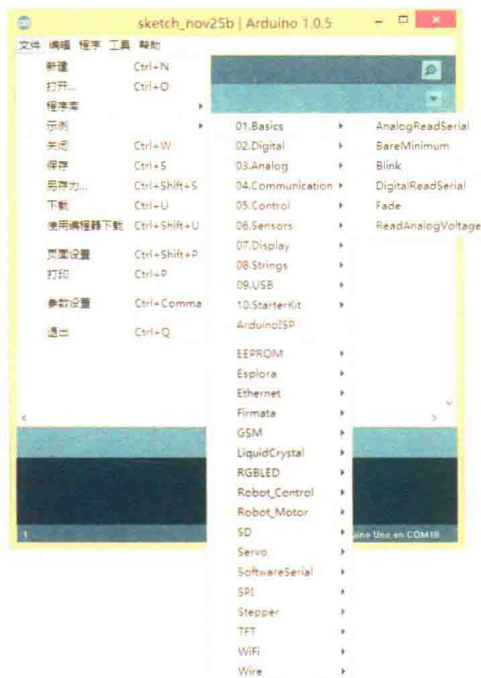 sketch_nov25b | Arduino 1.0.5
文件 编辑 程序 工具 帮助
新建 Ctrl+N
打开... Ctrl+O
程序库
示例
关闭 Ctrl+W
保存 Ctrl+S
另存为... Ctrl+Shift+S
下载 Ctrl+U
使用编程器下载 Ctrl+Shift+U
页面设置 Ctrl+Shift+P
打印 Ctrl+P
参数设置 Ctrl+Comma
退出 Ctrl+Q
01.Basics
02.Digital
03.Analog
04.Communication
05.Control
06.Sensors
07.Display
08.Strings
09.USB
10.StarterKit
ArduinoISP
EEPROM
Esplora
Ethernet
Firmata
GSM
LiquidCrystal
RGBLED
Robot_Control
Robot_Motor
SD
Servo
SoftwareSerial
SPI
Stepper
TFT
WiFi
Wire
AnalogReadSerial
BareMinimum
Blink
DigitalReadSerial
Fade
ReadAnalogVoltage
1
uino Uno on COM18